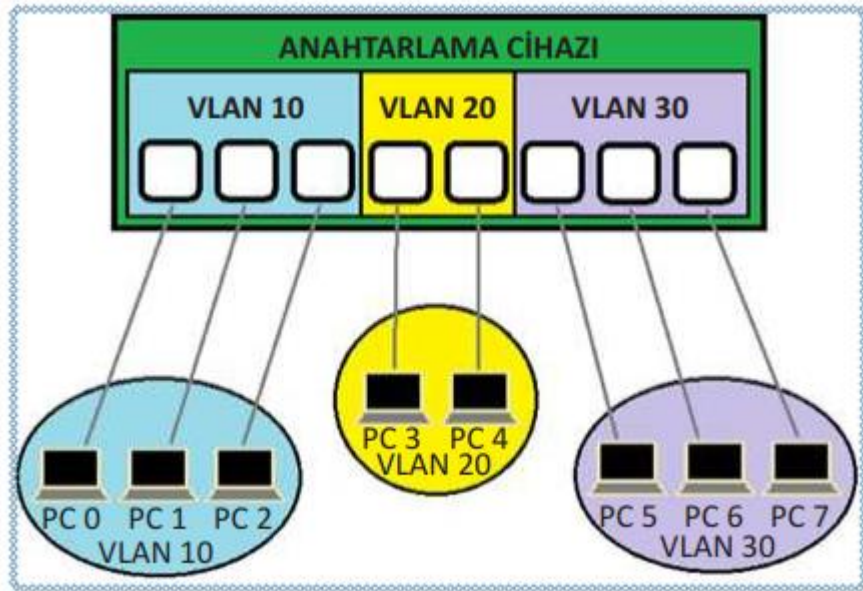 ANAHTARLAMA CİHAZI
VLAN 10 VLAN 20 VLAN 30
PC 3 PC 4
VLAN 20
PC 0 PC 1 PC 2
VLAN 10
PC 5 PC 6 PC 7
VLAN 30